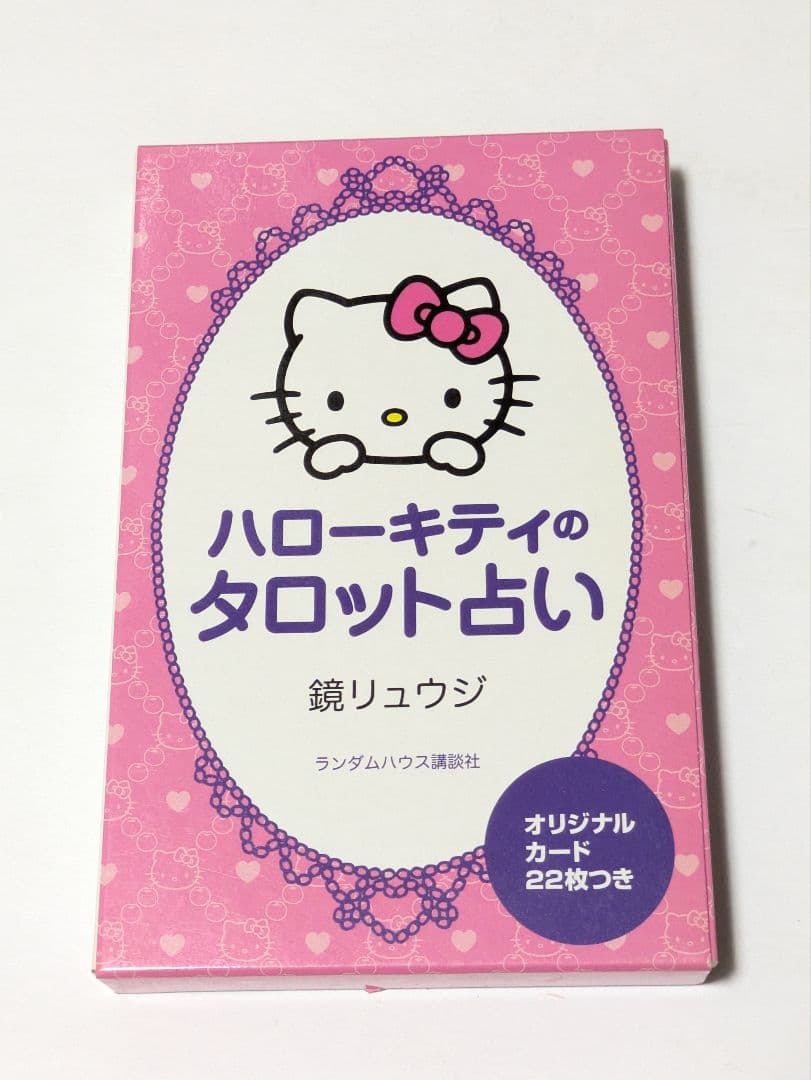 ハローキティの
タロット占い
鏡リュウジ
ランダムハウス講談社
オリジナル
カード
22枚つき